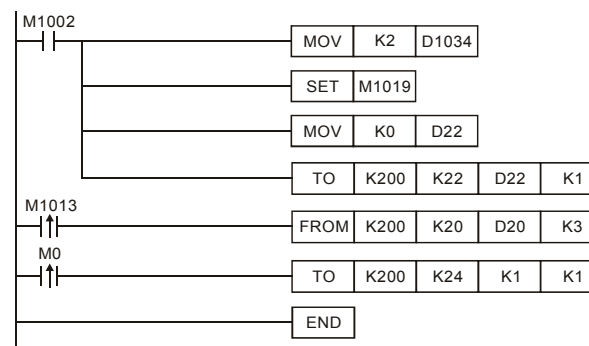 M1002
MOV K2 D1034
SET M1019
MOV K0 D22
TO K200 K22 D22 K1
M1013
FROM K200 K20 D20 K3
M0
TO K200 K24 K1 K1
END